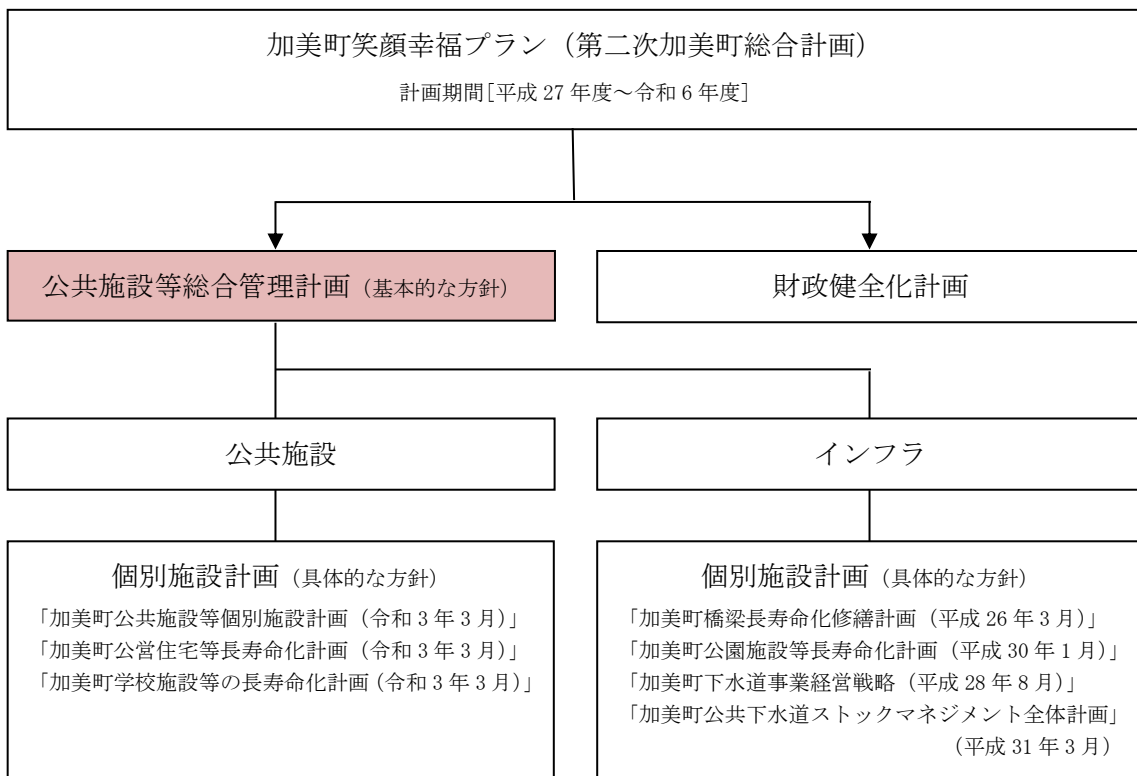 加美町笑顔幸福プラン（第二次加美町総合計画）
計画期間[平成 27 年度～令和 6 年度]
公共施設等総合管理計画（基本的な方針）
財政健全化計画
公共施設
インフラ
個別施設計画（具体的な方針）
「加美町公共施設等個別施設計画（令和 3 年 3 月）」
「加美町公営住宅等長寿命化計画（令和 3 年 3 月）」
「加美町学校施設等の長寿命化計画（令和 3 年 3 月）」
個別施設計画（具体的な方針）
「加美町橋梁長寿命化修繕計画（平成 26 年 3 月）」
「加美町公園施設等長寿命化計画（平成 30 年 1 月）」
「加美町下水道事業経営戦略（平成 28 年 8 月）」
「加美町公共下水道ストックマネジメント全体計画」
（平成 31 年 3 月）